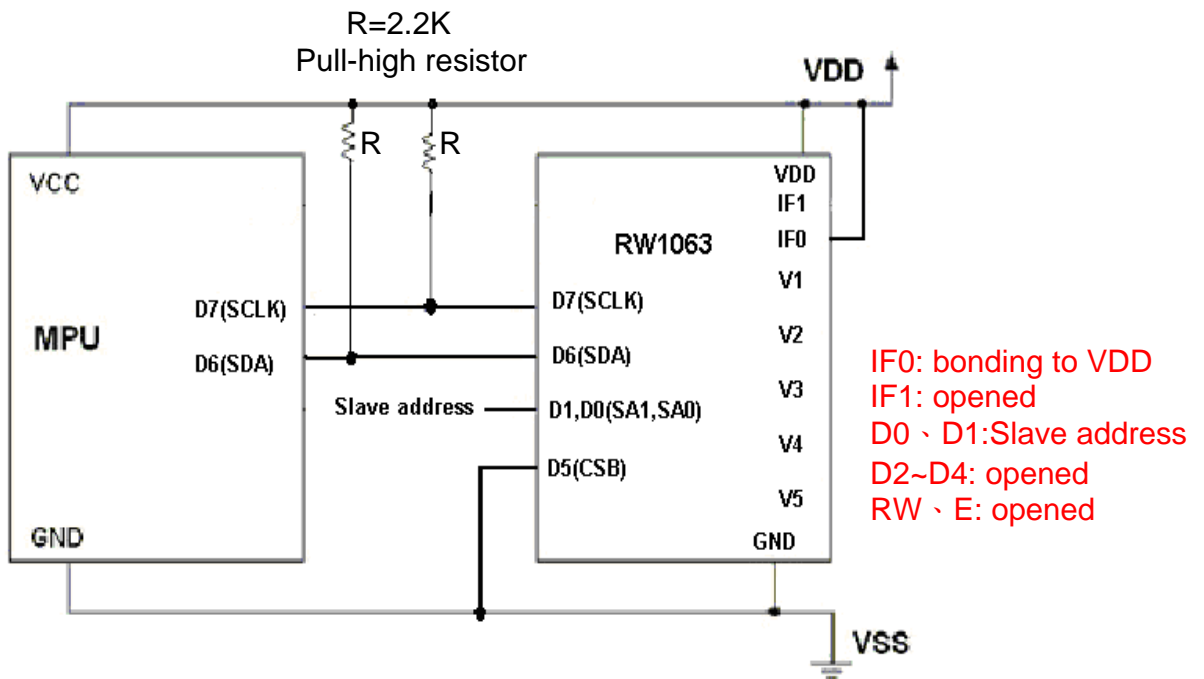 R=2.2K
Pull-high resistor
VDD
R
R
VCC
MPU
D7(SCLK)
D6(SDA)
GND
Slave address
RW1063
VDD
IF1
IF0
V1
V2
V3
V4
V5
GND
D7(SCLK)
D6(SDA)
D1,D0(SA1,SA0)
D5(CSB)
IF0: bonding to VDD
IF1: opened
D0、D1:Slave address
D2~D4: opened
RW、E: opened
VSS